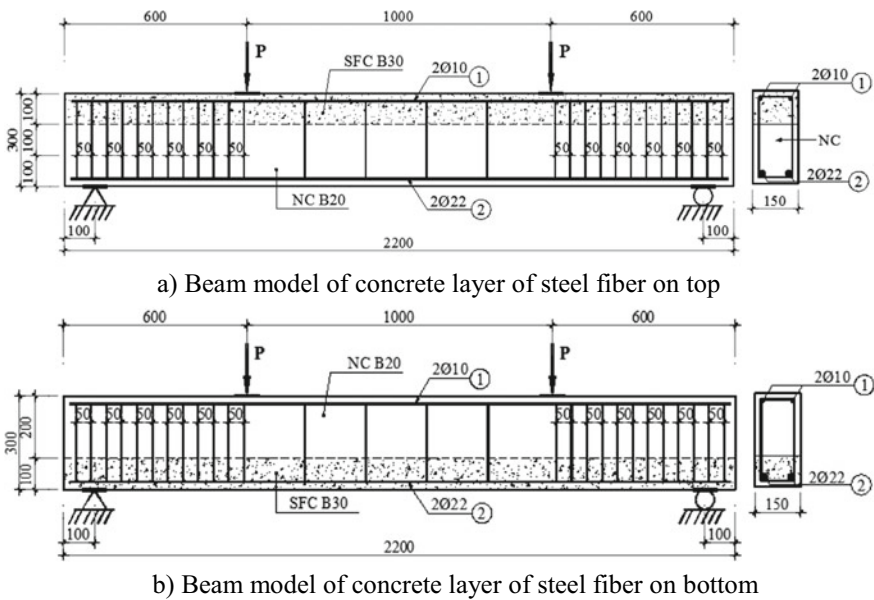 600 1000 600
P P
SFC B30
2Ø10 1
2Ø10 1
300
100
100
100
50 50 50 50 50 50
50 50 50 50 50 50
NC
NC B20
2Ø22 2
2Ø22 2
100 100 150
2200
a) Beam model of concrete layer of steel fiber on top
600 1000 600
P P
NC B20
2Ø10 1
2Ø10 1
300
200
100
50 50 50 50 50 50
50 50 50 50 50 50
SFC B30
2Ø22 2
2Ø22 2
100 100 150
2200
b) Beam model of concrete layer of steel fiber on bottom